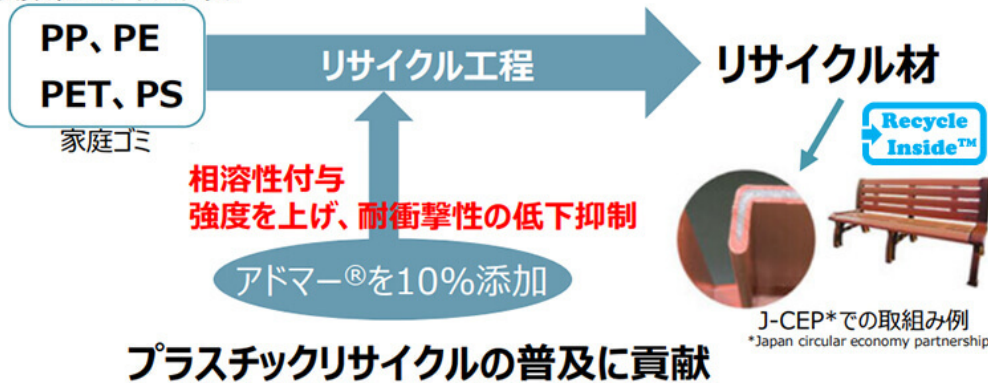 PP、PE
PET、PS
家庭ゴミ
リサイクル工程
リサイクル材
Recycle
Inside™
相溶性付与
強度を上げ、耐衝撃性の低下抑制
アドマー®を10%添加
J-CEP*での取組み例
*Japan circular economy partnership
プラスチックリサイクルの普及に貢献